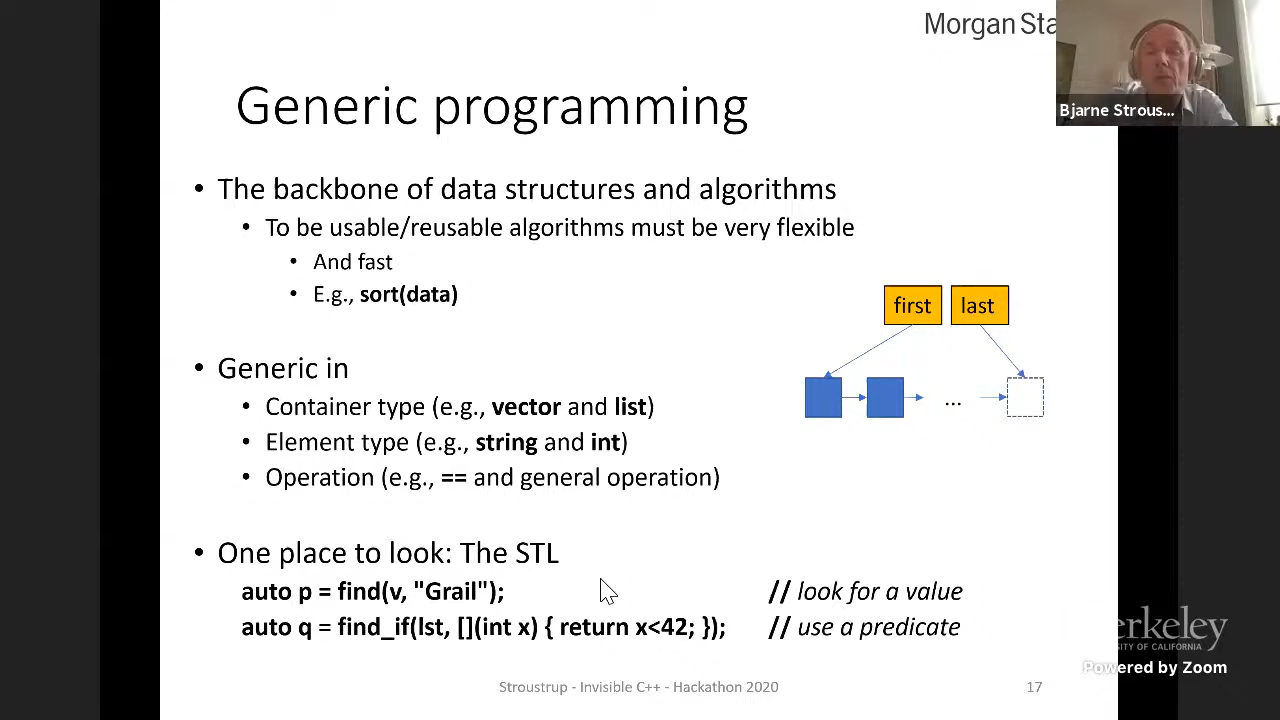 Morgan Sta
Bjarne Strous...
Generic programming
• The backbone of data structures and algorithms
• To be usable/reusable algorithms must be very flexible
• And fast
• E.g., sort(data)
first last
• Generic in
• Container type (e.g., vector and list)
...
• Element type (e.g., string and int)
• Operation (e.g., == and general operation)
• One place to look: The STL
auto p = find(v, "Grail"); // look for a value
auto q = find_if(lst, [](int x) { return x<42; }); // use a predicate
erkeley
SITY OF CALIFORNIA
Powered by Zoom
Stroustrup - Invisible C++ - Hackathon 2020
17